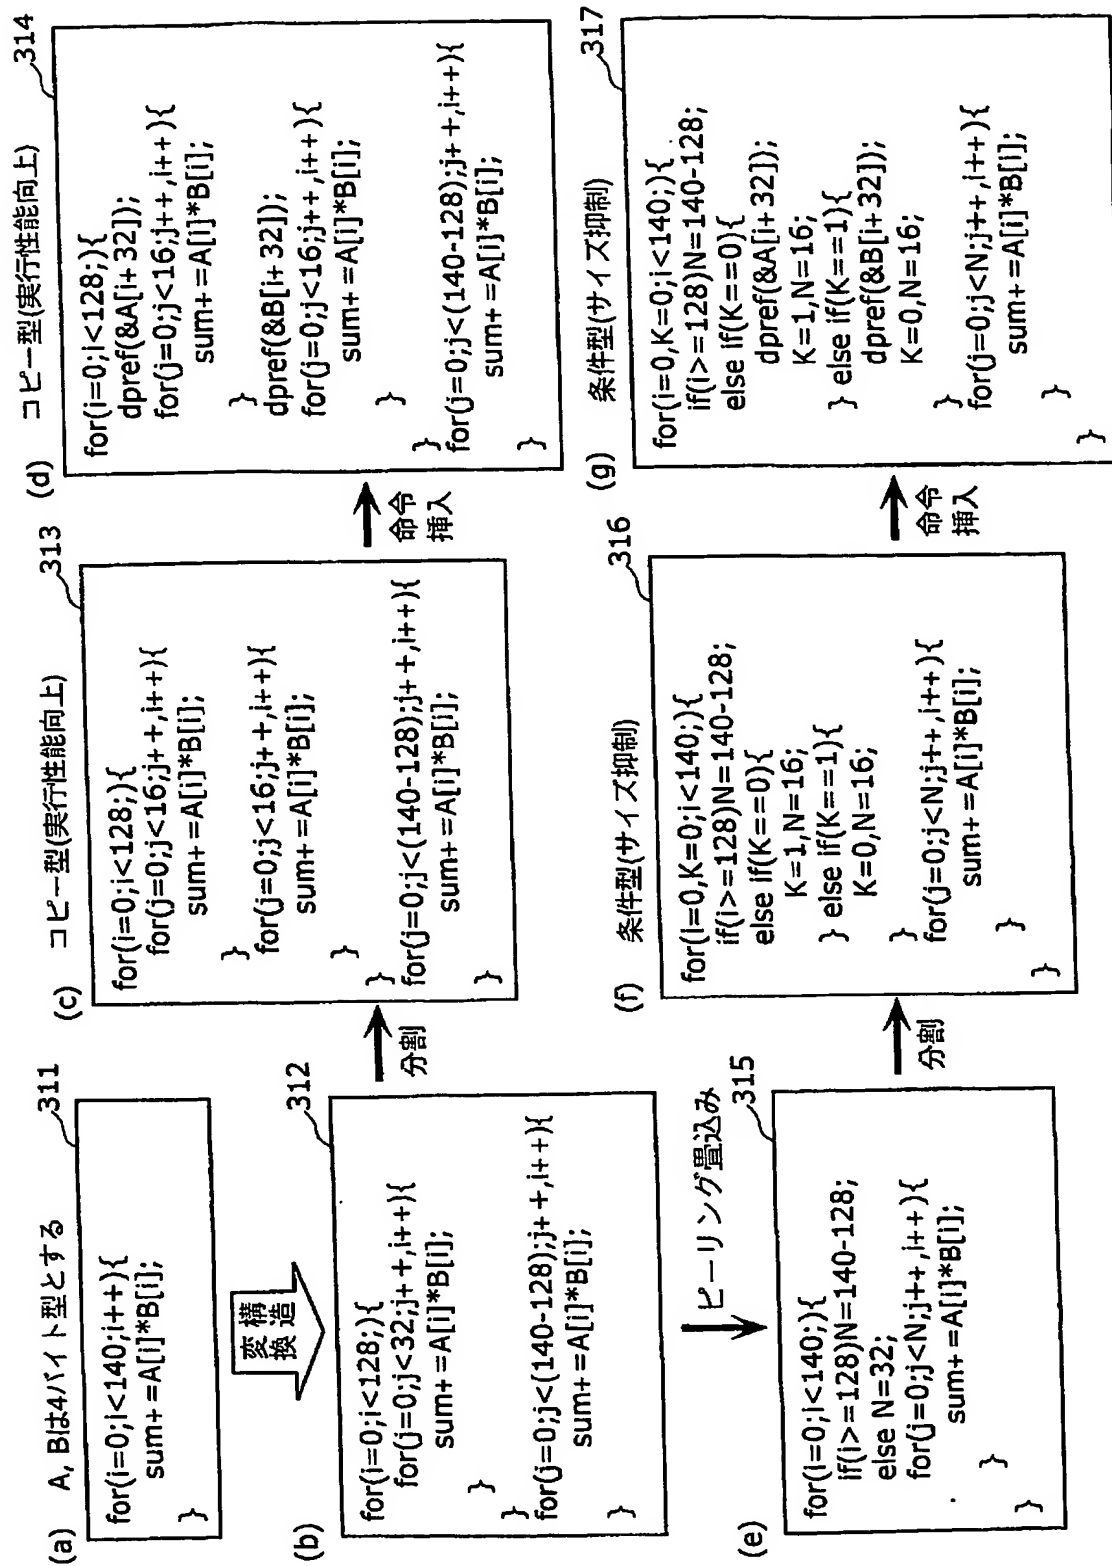 (a) A, Bは4バイト型とする
311
for(i=0;i<140;i++){
sum+=A[i]*B[i];
}
構造
変換
(b)
312
for(i=0;i<128;){
for(j=0;j<32;j++,i++){
sum+=A[i]*B[i];
}
}
for(j=0;j<(140-128);j++,i++){
sum+=A[i]*B[i];
}
分割
(c) コピー型(実行性能向上)
313
for(i=0;i<128;){
for(j=0;j<16;j++,i++){
sum+=A[i]*B[i];
}
for(j=0;j<16;j++,i++){
sum+=A[i]*B[i];
}
}
for(j=0;j<(140-128);j++,i++){
sum+=A[i]*B[i];
}
命令
挿入
(d) コピー型(実行性能向上)
314
for(i=0;i<128;){
dpref(&A[i+32]);
for(j=0;j<16;j++,i++){
sum+=A[i]*B[i];
}
dpref(&B[i+32]);
for(j=0;j<16;j++,i++){
sum+=A[i]*B[i];
}
}
for(j=0;j<(140-128);j++,i++){
sum+=A[i]*B[i];
}
ピーリング畳込み
(e)
315
for(i=0;i<140;){
if(i>=128)N=140-128;
else N=32;
for(j=0;j<N;j++,i++){
sum+=A[i]*B[i];
}
}
分割
(f) 条件型(サイズ抑制)
316
for(i=0,K=0;i<140;){
if(i>=128)N=140-128;
else if(K==0){
K=1,N=16;
} else if(K==1){
K=0,N=16;
}
for(j=0;j<N;j++,i++){
sum+=A[i]*B[i];
}
}
命令
挿入
(g) 条件型(サイズ抑制)
317
for(i=0,K=0;i<140;){
if(i>=128)N=140-128;
else if(K==0){
dpref(&A[i+32]);
K=1,N=16;
} else if(K==1){
dpref(&B[i+32]);
K=0,N=16;
}
for(j=0;j<N;j++,i++){
sum+=A[i]*B[i];
}
}